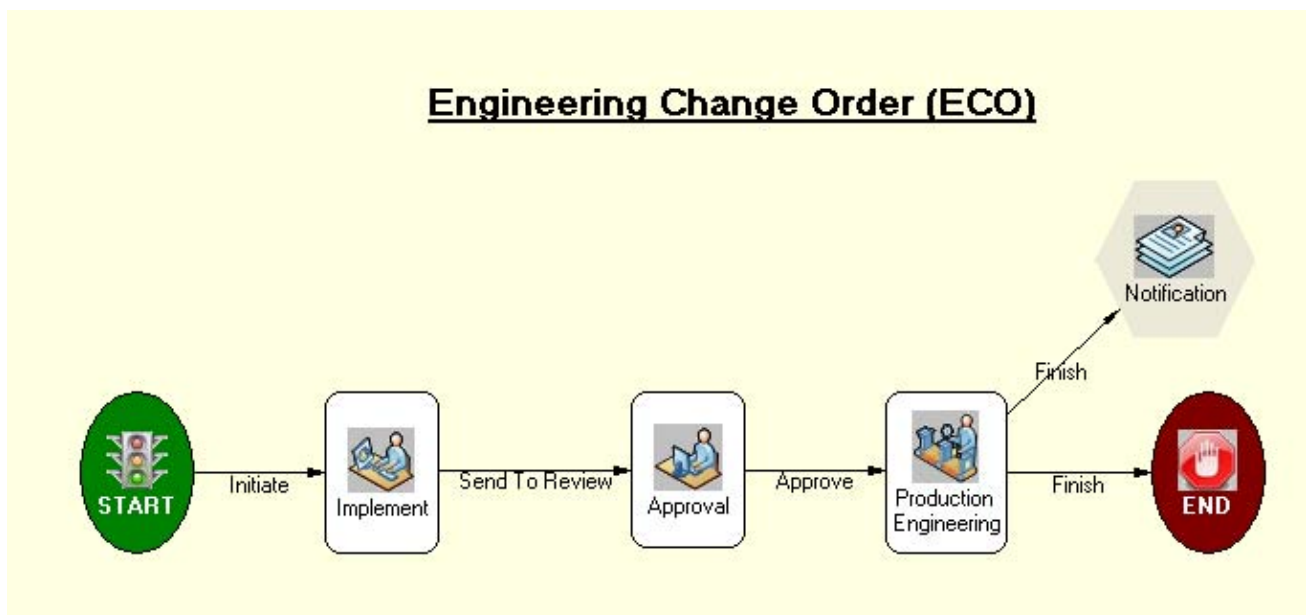 Engineering Change Order (ECO)
Notification
Finish
START
Initiate
Implement
Send To Review
Approval
Approve
Production
Engineering
Finish
END